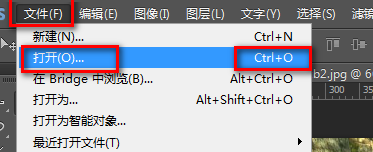 文件(F) 编辑(E) 图像(I) 图层(L) 文字(Y) 选择(S) 滤镜
新建(N)... Ctrl+N
打开(O)... Ctrl+O
b2.jpg @ 6
在 Bridge 中浏览(B)... Alt+Ctrl+O
打开为... Alt+Shift+Ctrl+O
300 350
打开为智能对象...
最近打开文件(T)